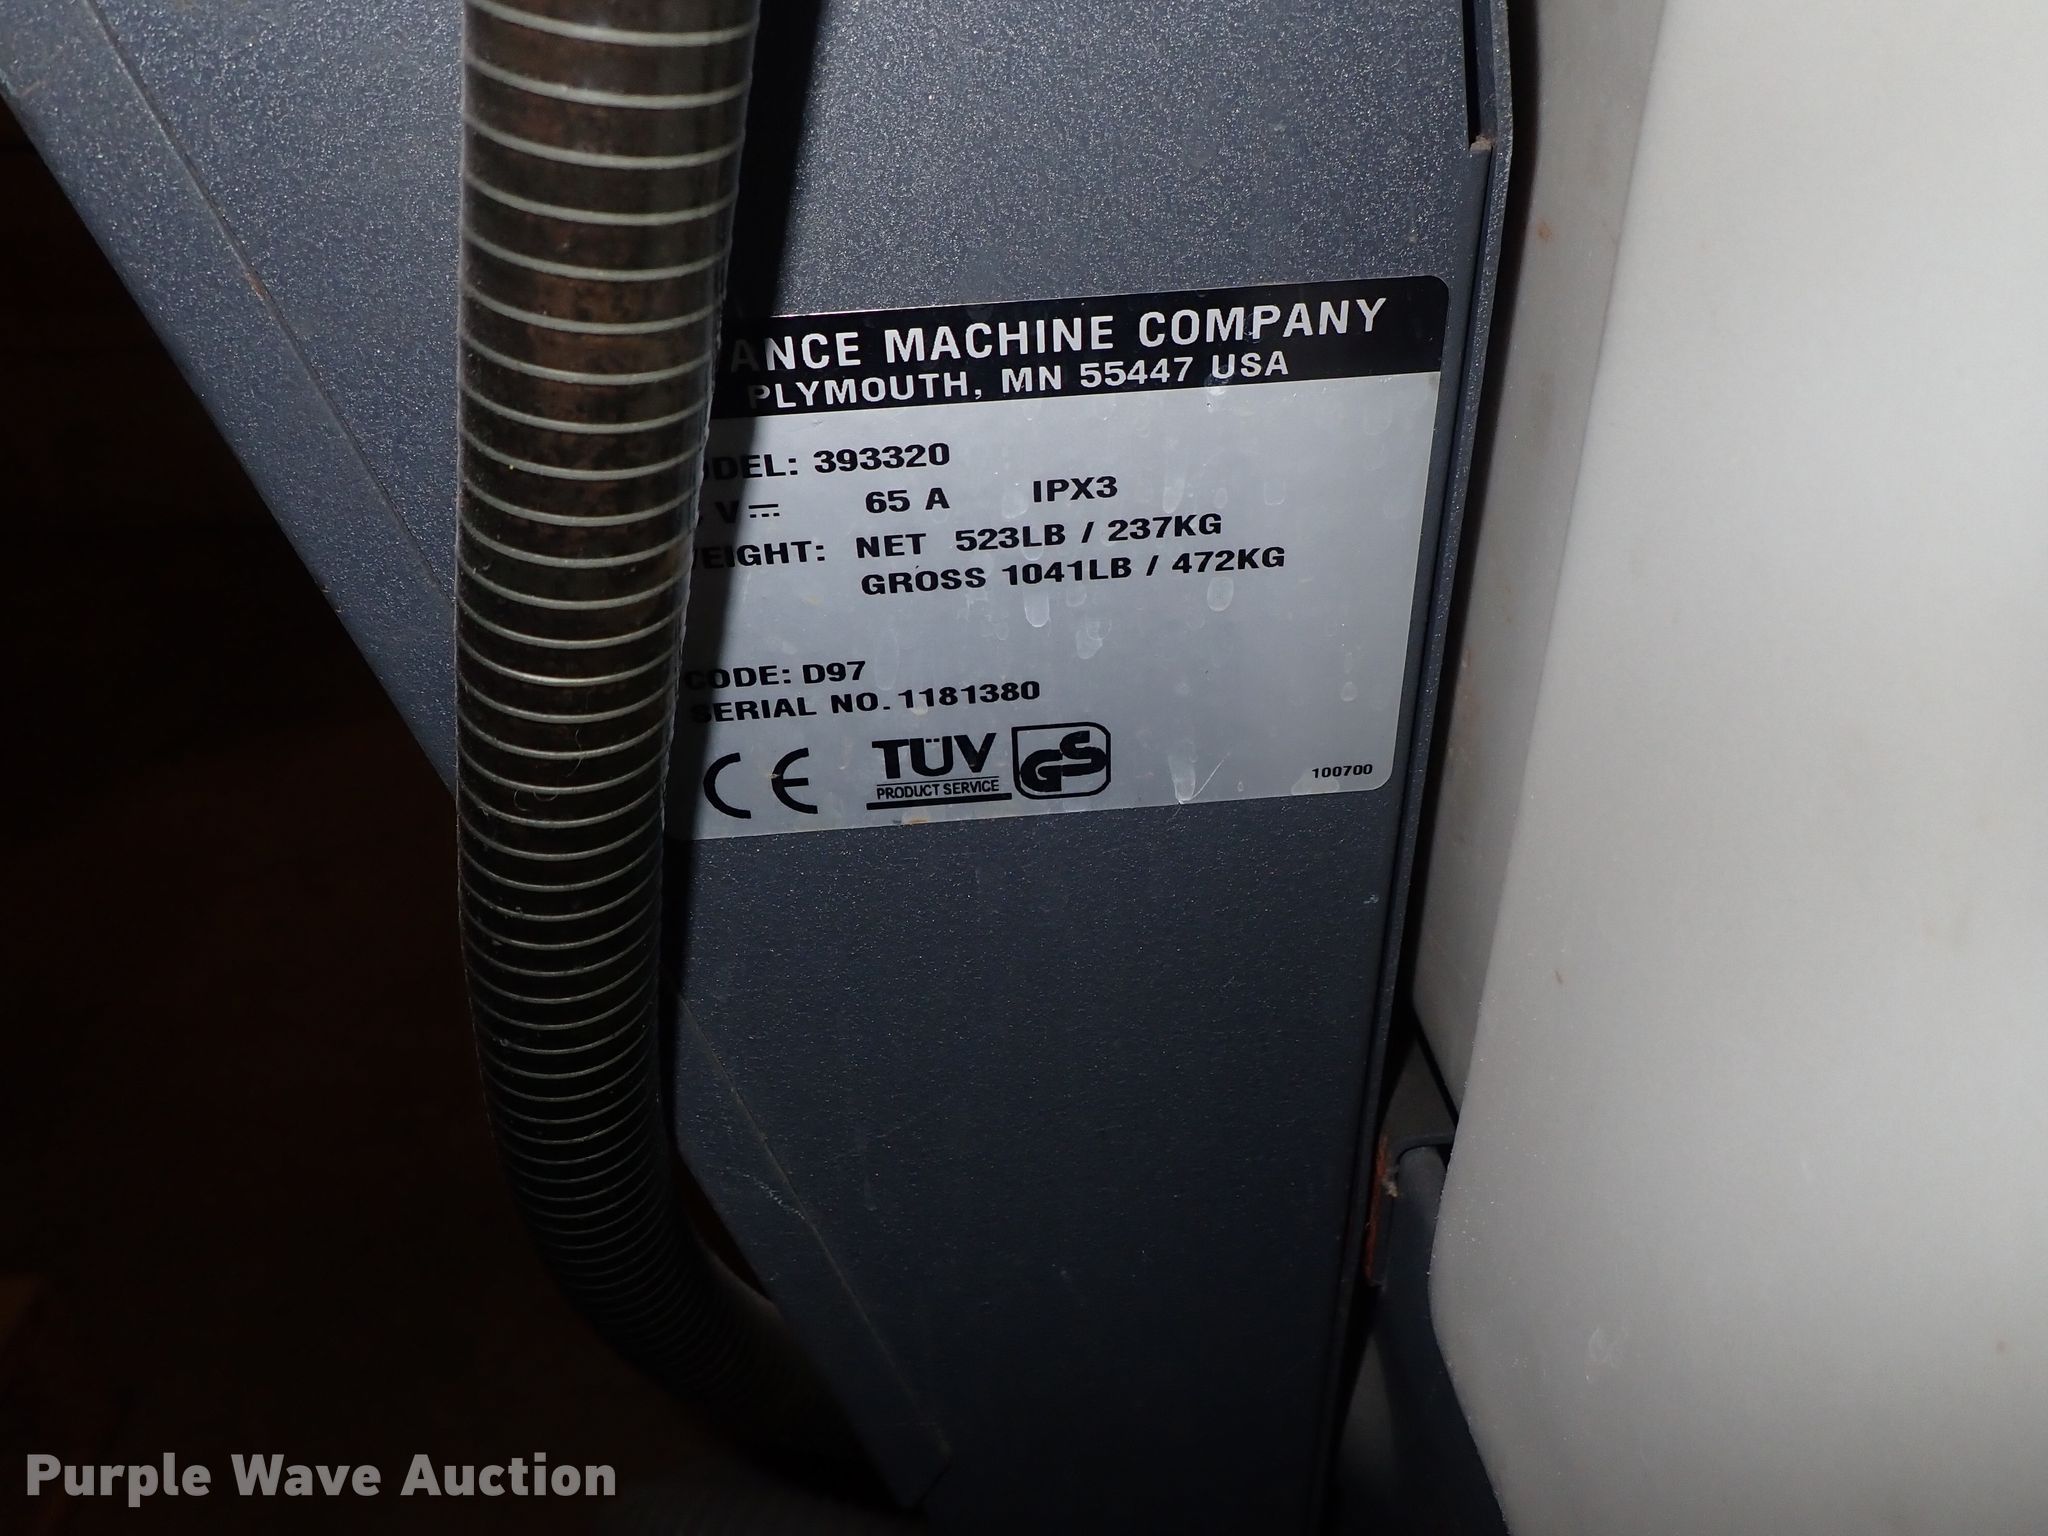 ANCE MACHINE COMPANY
PLYMOUTH, MN 55447 USA
ODEL: 393320
V 65 A IPX3
EIGHT: NET 523LB / 237KG
GROSS 1041LB / 472KG
CODE: D97
SERIAL NO. 1181380
CE TÜV PRODUCT SERVICE GS
100700
Purple Wave Auction